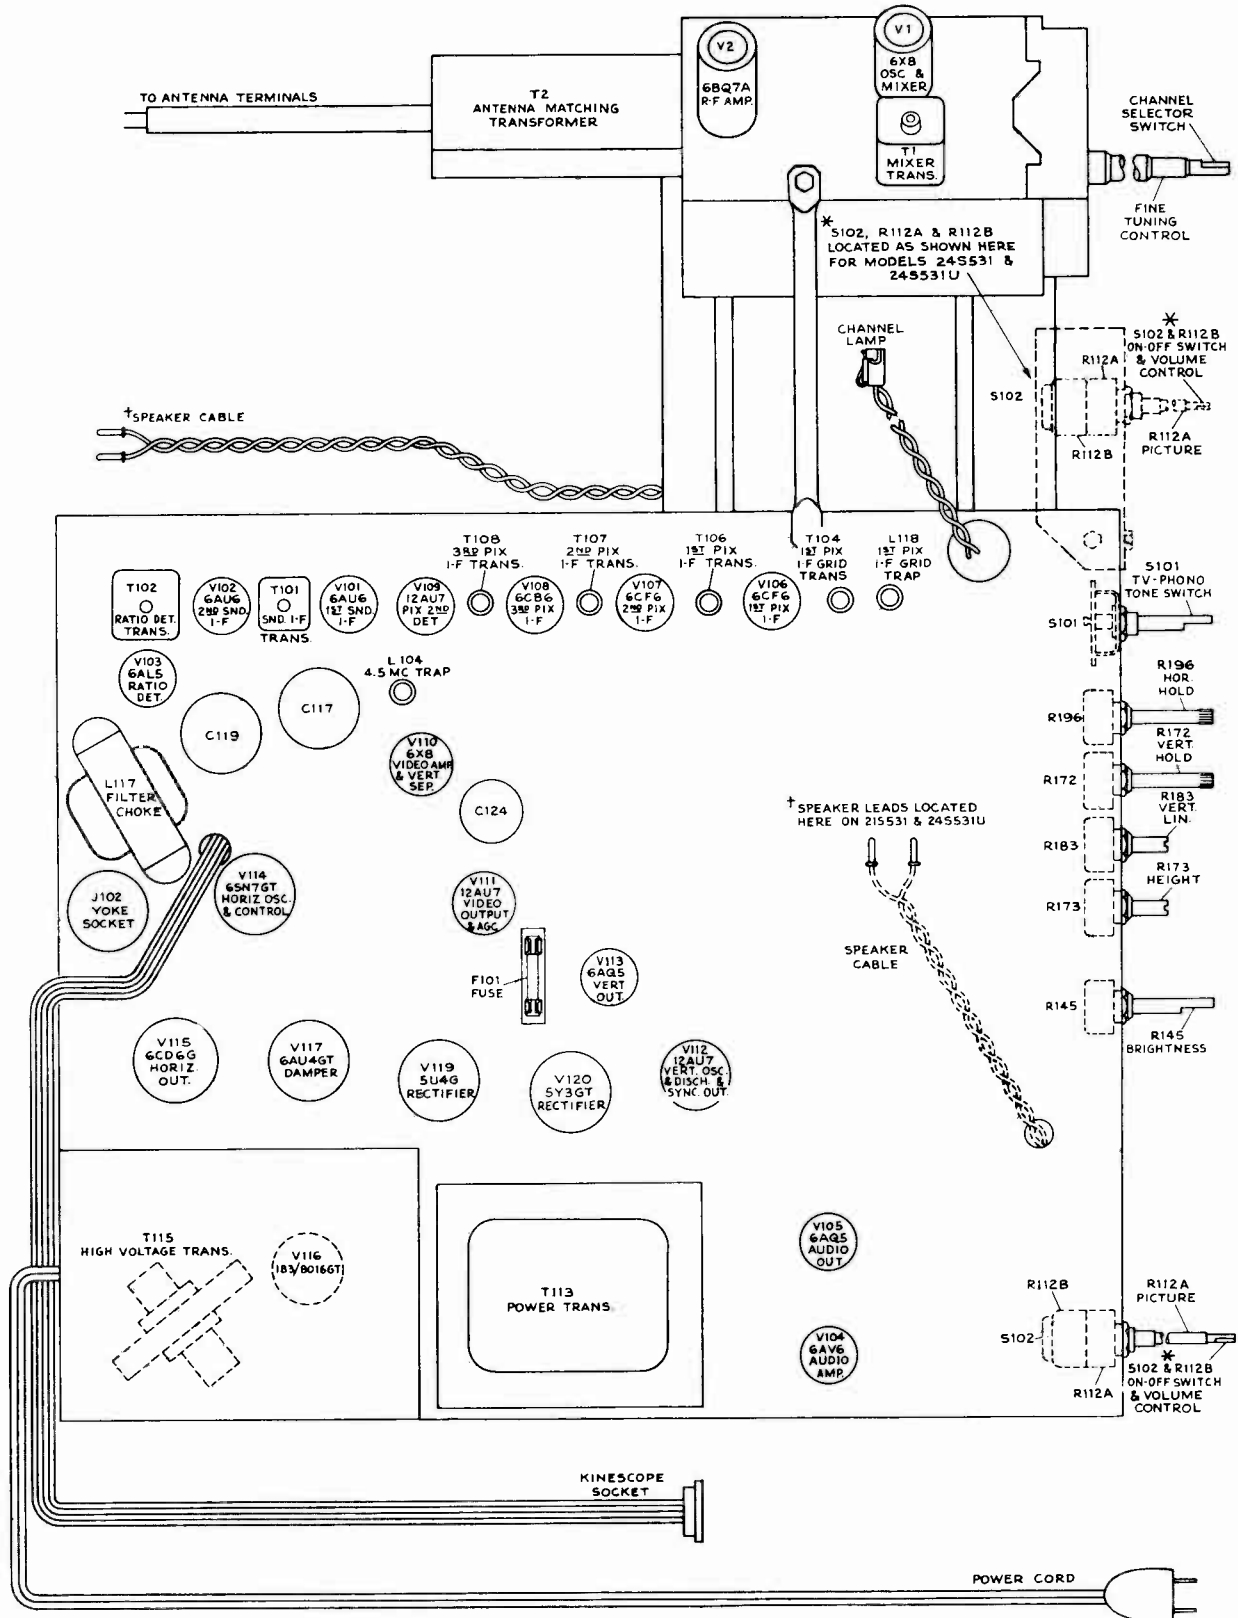 V2
6BQ7A
R-F AMP.
V1
6X8
OSC &
MIXER
T1
MIXER
TRANS.
TO ANTENNA TERMINALS
T2
ANTENNA MATCHING
TRANSFORMER
CHANNEL
SELECTOR
SWITCH
FINE
TUNING
CONTROL
*
S102, R112A & R112B
LOCATED AS SHOWN HERE
FOR MODELS 24S531 &
24S531U
CHANNEL
LAMP
*
S102 & R112B
ON-OFF SWITCH
& VOLUME
CONTROL
R112A
S102
R112B
R112A
PICTURE
†SPEAKER CABLE
T108
3RD PIX
I-F TRANS.
T107
2ND PIX
I-F TRANS.
T106
1ST PIX
I-F TRANS.
T104
1ST PIX
I-F GRID
TRANS
L118
1ST PIX
I-F GRID
TRAP
S101
TV-PHONO
TONE SWITCH
S101
T102
RATIO DET.
TRANS.
V102
6AU6
2ND SND.
I-F
T101
SND. I-F
TRANS.
V101
6AU6
1ST SND.
I-F
V109
12AU7
PIX 2ND
DET
V108
6CB6
3RD PIX
I-F
V107
6CF6
2ND PIX
I-F
V106
6CF6
1ST PIX
I-F
V103
6AL5
RATIO
DET.
L104
4.5 MC TRAP
C119
C117
R196
HOR.
HOLD
R196
V110
6X8
VIDEO AMP
& VERT
SEP.
L117
FILTER
CHOKE
C124
R172
VERT.
HOLD
R172
†SPEAKER LEADS LOCATED
HERE ON 21S531 & 24S531U
R183
VERT.
LIN.
R183
J102
YOKE
SOCKET
V114
6SN7GT
HORIZ OSC.
& CONTROL
V111
12AU7
VIDEO
OUTPUT
& AGC
R173
HEIGHT
R173
SPEAKER
CABLE
F101
FUSE
V113
6AQ5
VERT
OUT.
R145
R145
BRIGHTNESS
V115
6CD6G
HORIZ.
OUT.
V117
6AU4GT
DAMPER
V119
5U4G
RECTIFIER
V120
5Y3GT
RECTIFIER
V112
12AU7
VERT. OSC.
& DISCH. &
SYNC. OUT.
T115
HIGH VOLTAGE TRANS.
V116
1B3/8016GT
T113
POWER TRANS
V105
6AQ5
AUDIO
OUT
V104
6AV6
AUDIO
AMP.
R112B
R112A
PICTURE
S102
R112A
*
S102 & R112B
ON-OFF SWITCH
& VOLUME
CONTROL
KINESCOPE
SOCKET
POWER CORD